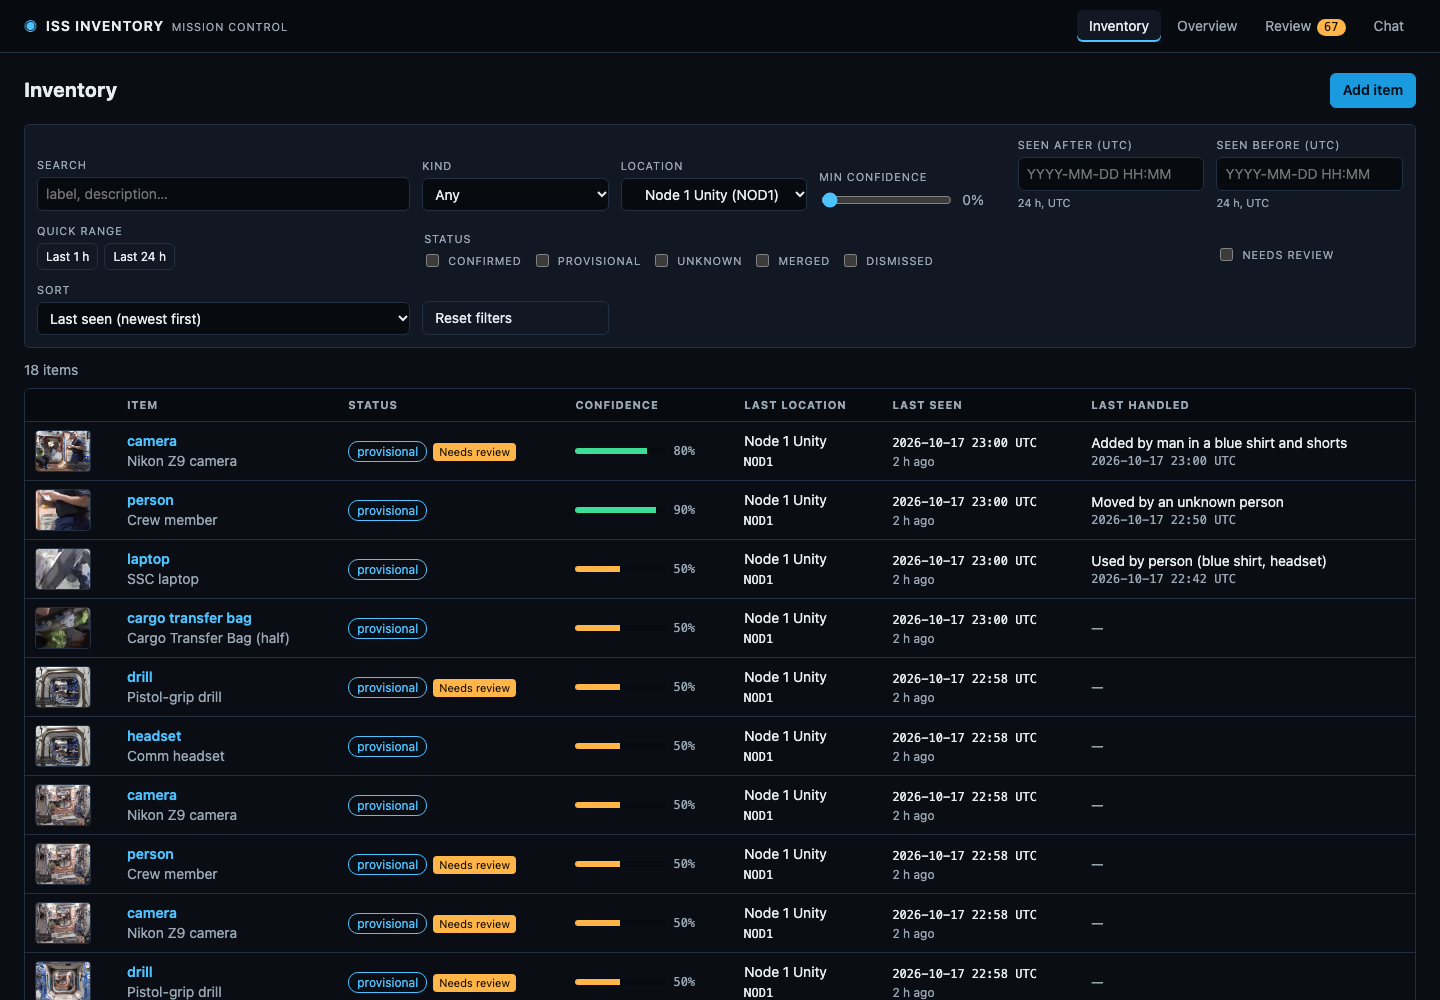 ISS INVENTORY MISSION CONTROL
Inventory Overview Review 67 Chat
Inventory
Add item
SEARCH
label, description...
KIND
Any
LOCATION
Node 1 Unity (NOD1)
MIN CONFIDENCE
0%
SEEN AFTER (UTC)
YYYY-MM-DD HH:MM
24 h, UTC
SEEN BEFORE (UTC)
YYYY-MM-DD HH:MM
24 h, UTC
QUICK RANGE
Last 1 h Last 24 h
STATUS
CONFIRMED PROVISIONAL UNKNOWN MERGED DISMISSED
NEEDS REVIEW
SORT
Last seen (newest first)
Reset filters
18 items
ITEM STATUS CONFIDENCE LAST LOCATION LAST SEEN LAST HANDLED
camera
Nikon Z9 camera
provisional Needs review
80%
Node 1 Unity
NOD1
2026-10-17 23:00 UTC
2 h ago
Added by man in a blue shirt and shorts
2026-10-17 23:00 UTC
person
Crew member
provisional
90%
Node 1 Unity
NOD1
2026-10-17 23:00 UTC
2 h ago
Moved by an unknown person
2026-10-17 22:50 UTC
laptop
SSC laptop
provisional
50%
Node 1 Unity
NOD1
2026-10-17 23:00 UTC
2 h ago
Used by person (blue shirt, headset)
2026-10-17 22:42 UTC
cargo transfer bag
Cargo Transfer Bag (half)
provisional
50%
Node 1 Unity
NOD1
2026-10-17 23:00 UTC
2 h ago
—
drill
Pistol-grip drill
provisional Needs review
50%
Node 1 Unity
NOD1
2026-10-17 22:58 UTC
2 h ago
—
headset
Comm headset
provisional
50%
Node 1 Unity
NOD1
2026-10-17 22:58 UTC
2 h ago
—
camera
Nikon Z9 camera
provisional
50%
Node 1 Unity
NOD1
2026-10-17 22:58 UTC
2 h ago
—
person
Crew member
provisional Needs review
50%
Node 1 Unity
NOD1
2026-10-17 22:58 UTC
2 h ago
—
camera
Nikon Z9 camera
provisional Needs review
50%
Node 1 Unity
NOD1
2026-10-17 22:58 UTC
2 h ago
—
drill
Pistol-grip drill
provisional Needs review
50%
Node 1 Unity
NOD1
2026-10-17 22:58 UTC
2 h ago
—